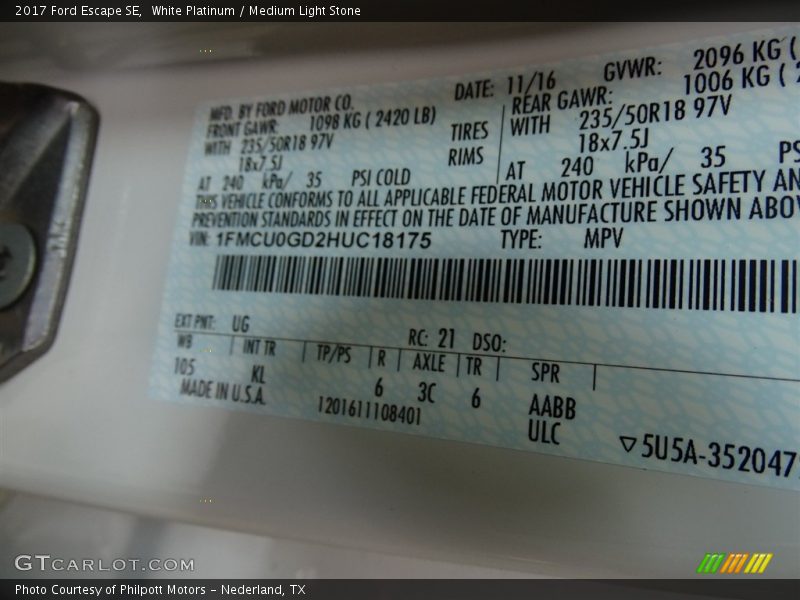 2017 Ford Escape SE, White Platinum / Medium Light Stone
MFD. BY FORD MOTOR CO. DATE: 11/16 GVWR: 2096 KG (
FRONT GAWR: 1098 KG ( 2420 LB) REAR GAWR: 1006 KG ( 2
WITH 235/50R18 97V TIRES WITH 235/50R18 97V
18x7.5J RIMS 18x7.5J
AT 240 kPa/ 35 PSI COLD AT 240 kPa/ 35 PS
THIS VEHICLE CONFORMS TO ALL APPLICABLE FEDERAL MOTOR VEHICLE SAFETY AN
PREVENTION STANDARDS IN EFFECT ON THE DATE OF MANUFACTURE SHOWN ABOV
VIN: 1FMCU0GD2HUC18175 TYPE: MPV
EXT PNT: UG RC: 21 DSO:
WB INT TR TP/PS R AXLE TR SPR
105 KL 6 3C 6 AABB
MADE IN U.S.A. 1201611108401 ULC
5U5A-3520472
GTCARLOT.COM
Photo Courtesy of Philpott Motors - Nederland, TX